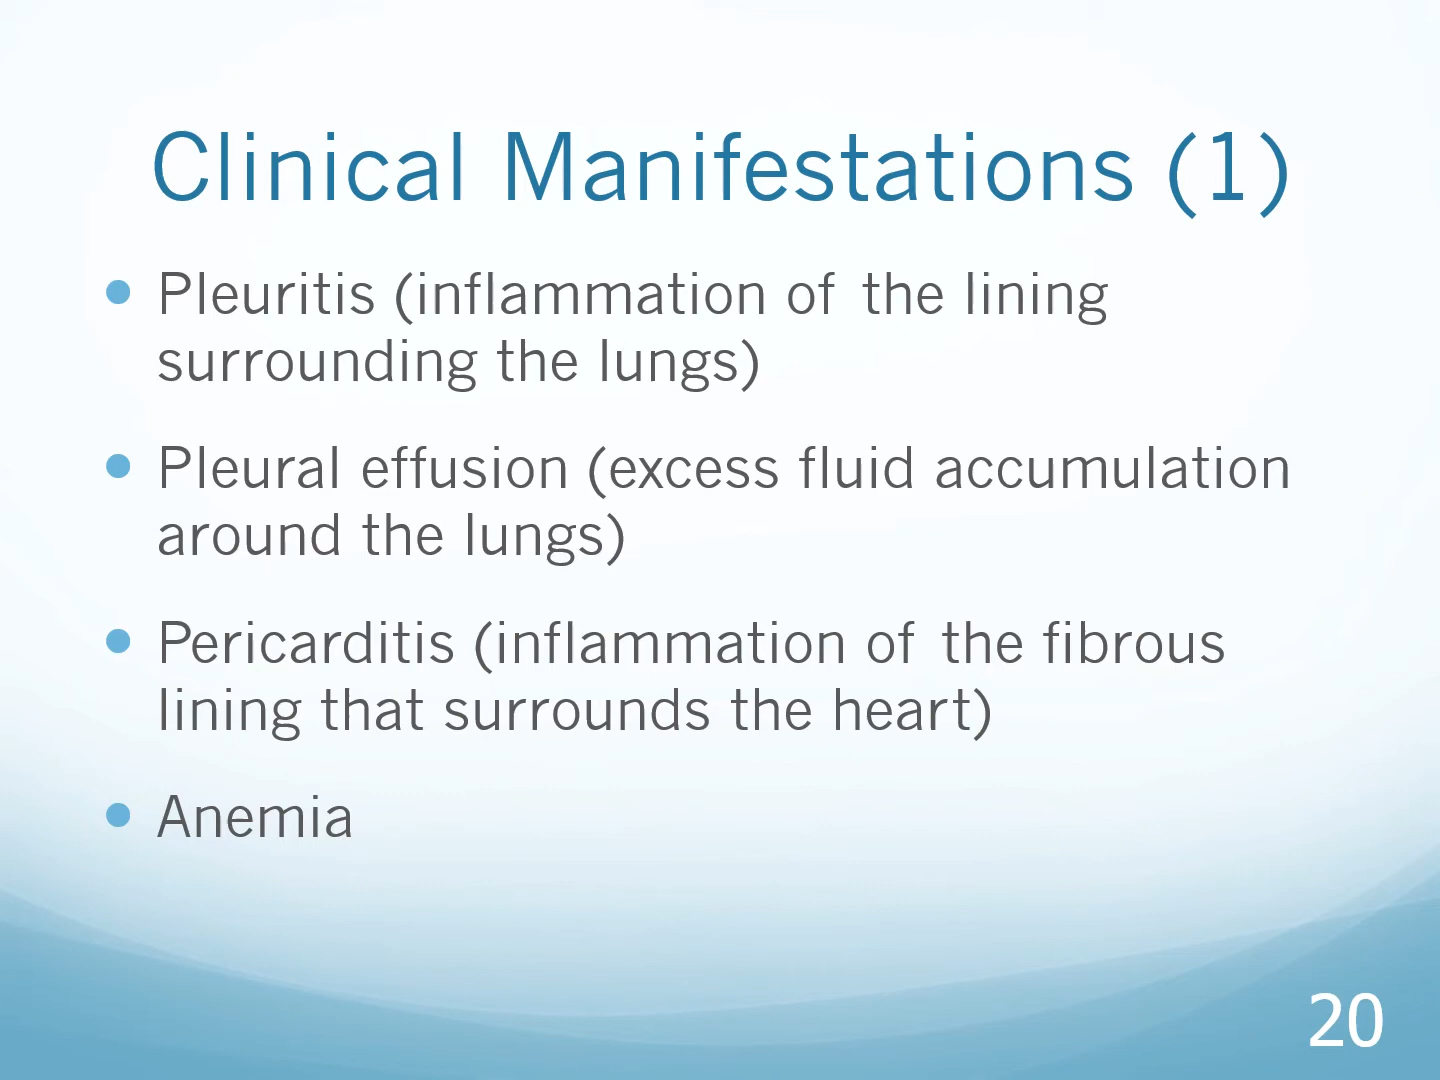 Clinical Manifestations (1)
• Pleuritis (inflammation of the lining
surrounding the lungs)
• Pleural effusion (excess fluid accumulation
around the lungs)
• Pericarditis (inflammation of the fibrous
lining that surrounds the heart)
• Anemia
20